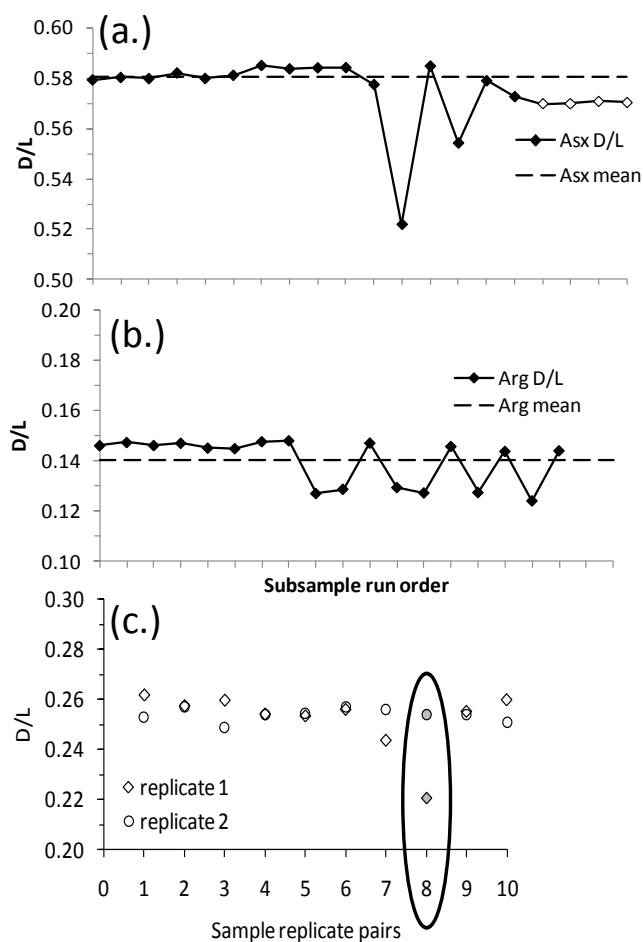 (a.)
0.60
0.58
0.56
0.54
0.52
0.50
D/L
Asx D/L
Asx mean
(b.)
0.20
0.18
0.16
0.14
0.12
0.10
D/L
Arg D/L
Arg mean
Subsample run order
(c.)
0.30
0.28
0.26
0.24
0.22
0.20
D/L
replicate 1
replicate 2
0 1 2 3 4 5 6 7 8 9 10
Sample replicate pairs